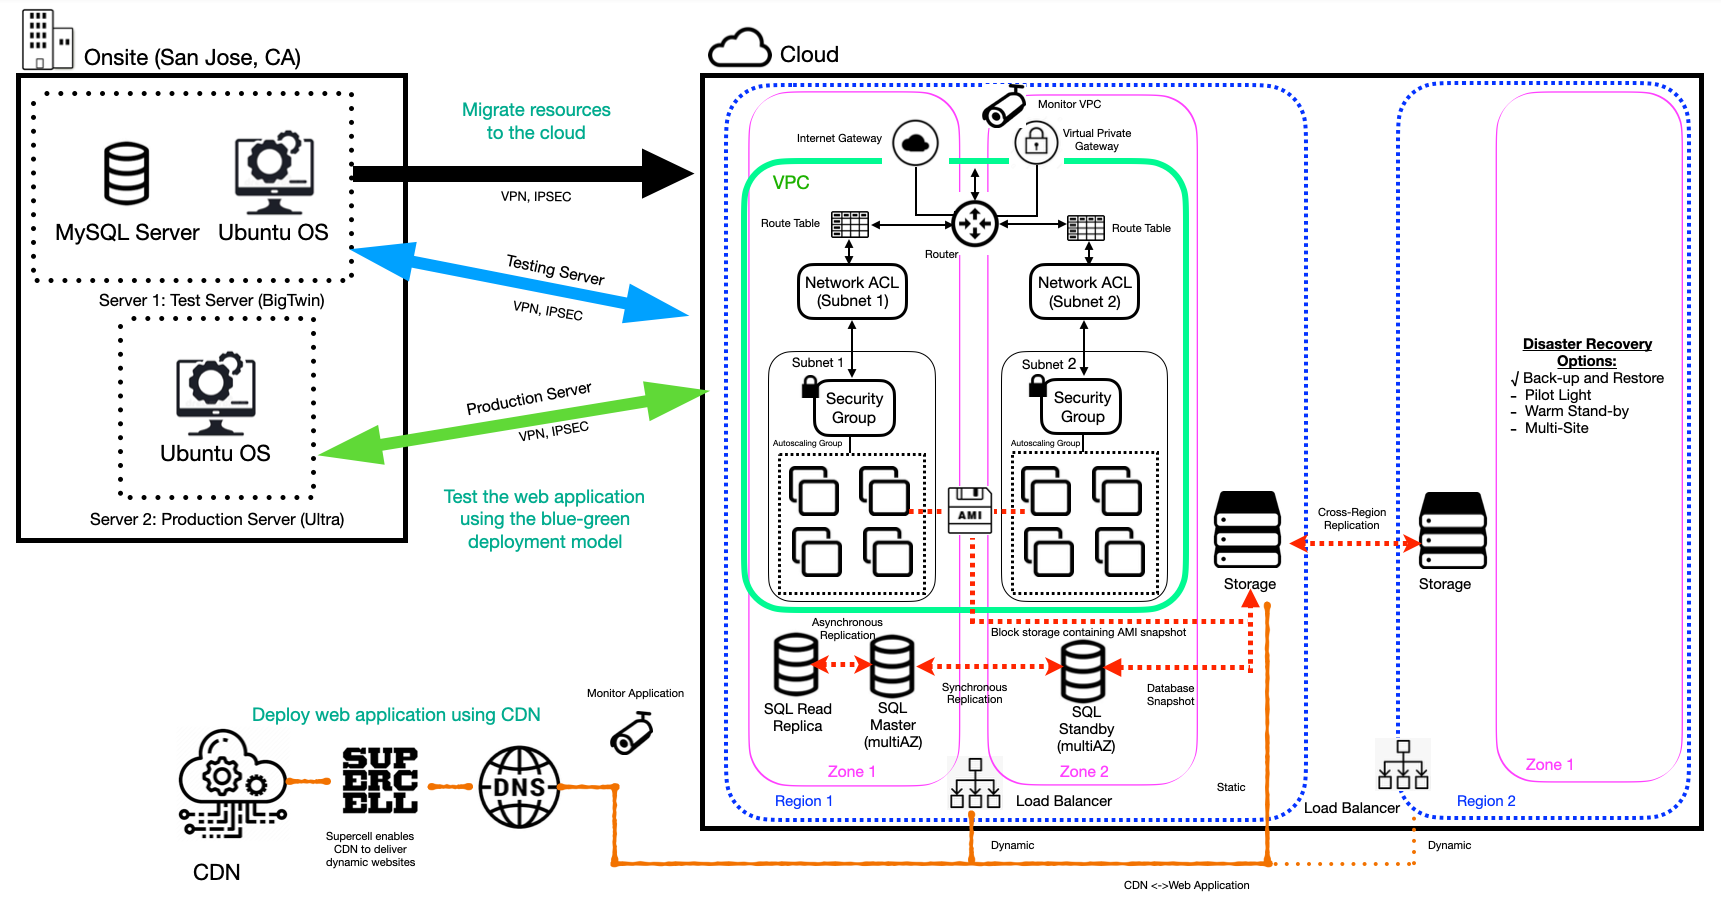 Onsite (San Jose, CA)
MySQL Server
Ubuntu OS
Server 1: Test Server (BigTwin)
Ubuntu OS
Server 2: Production Server (Ultra)
Migrate resources
to the cloud
VPN, IPSEC
Testing Server
VPN, IPSEC
Production Server
VPN, IPSEC
Test the web application
using the blue-green
deployment model
Cloud
Monitor VPC
Internet Gateway
Virtual Private
Gateway
VPC
Route Table
Route Table
Router
Network ACL
(Subnet 1)
Network ACL
(Subnet 2)
Subnet 1
Security
Group
Autoscaling Group
Subnet 2
Security
Group
Autoscaling Group
AMI
Asynchronous
Replication
Block storage containing AMI snapshot
SQL Read
Replica
SQL
Master
(multiAZ)
Synchronous
Replication
SQL
Standby
(multiAZ)
Database
Snapshot
Zone 1
Zone 2
Region 1
Load Balancer
Storage
Cross-Region
Replication
Storage
Disaster Recovery
Options:
√ Back-up and Restore
- Pilot Light
- Warm Stand-by
- Multi-Site
Zone 1
Region 2
Load Balancer
Static
Dynamic
Dynamic
CDN <->Web Application
Monitor Application
Deploy web application using CDN
CDN
SUP
ERC
ELL
Supercell enables
CDN to deliver
dynamic websites
DNS